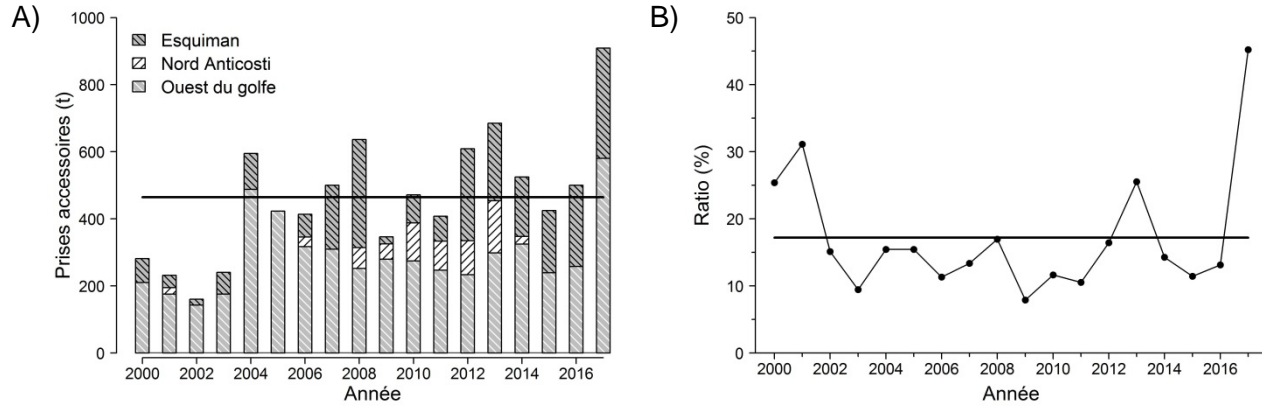 A)
Prises accessoires (t)
1000
800
600
400
200
0
Esquiman
Nord Anticosti
Ouest du golfe
2000 2002 2004 2006 2008 2010 2012 2014 2016
Année
B)
Ratio (%)
50
40
30
20
10
0
2000 2002 2004 2006 2008 2010 2012 2014 2016
Année